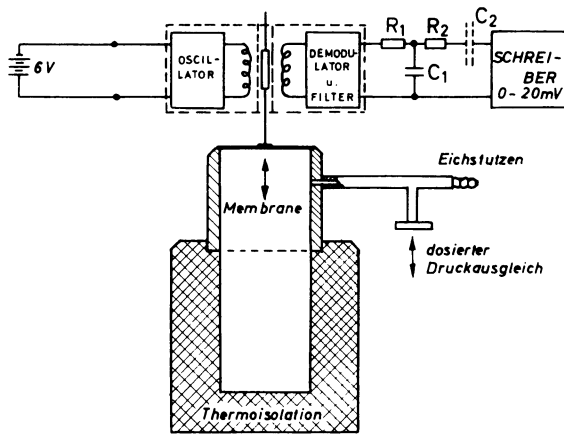 6V
OSCIL-
LATOR
DEMODU-
LATOR
u.
FILTER
R1
R2
C2
C1
SCHREI-
BER
0-20mV
Eichstutzen
Membrane
dosierter
Druckausgleich
Thermoisolation